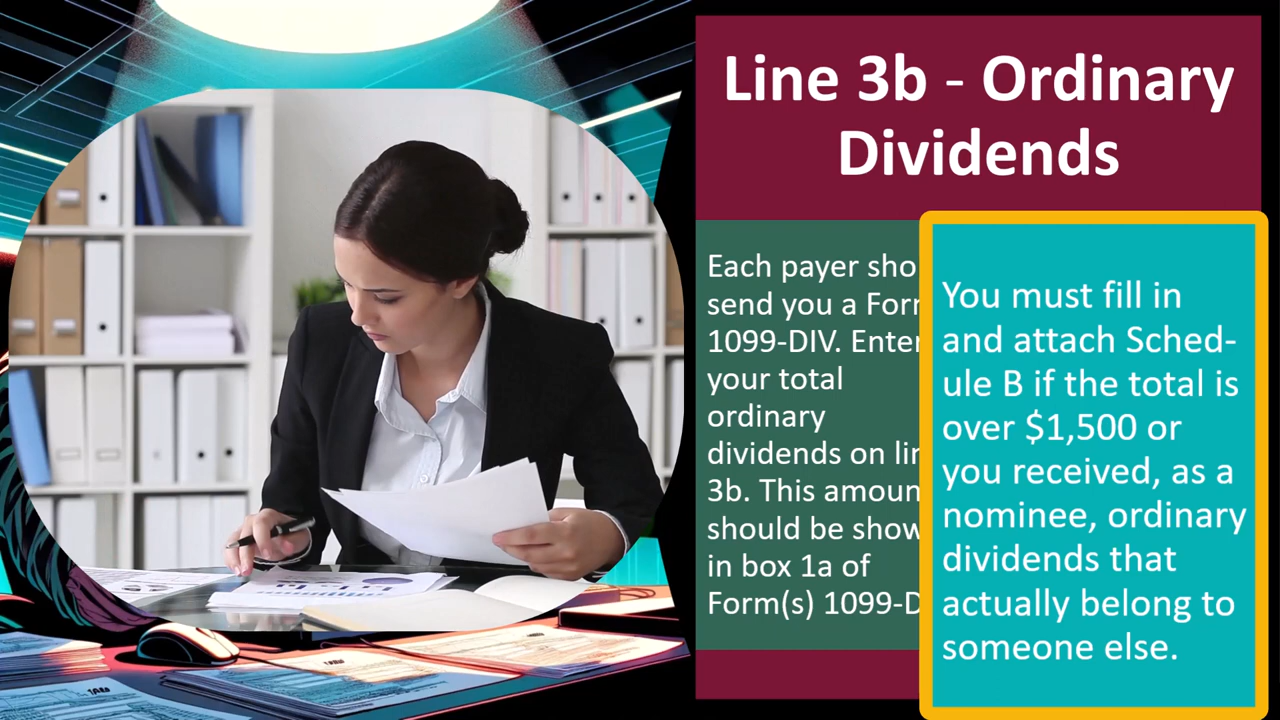 Line 3b - Ordinary
Dividends
Each payer sho
send you a For
1099-DIV. Enter
your total
ordinary
dividends on lin
3b. This amoun
should be show
in box 1a of
Form(s) 1099-D
You must fill in
and attach Sched-
ule B if the total is
over $1,500 or
you received, as a
nominee, ordinary
dividends that
actually belong to
someone else.